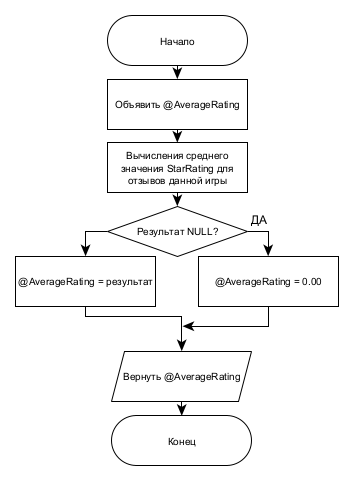 Начало
Объявить @AverageRating
Вычисления среднего
значения StarRating для
отзывов данной игры
Результат NULL?
ДА
@AverageRating = результат
@AverageRating = 0.00
Вернуть @AverageRating
Конец